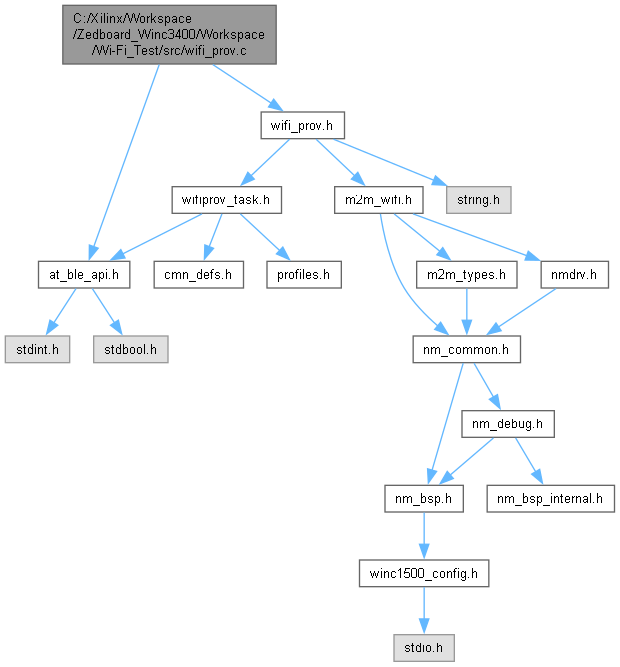 C:/Xilinx/Workspace
/Zedboard_Winc3400/Workspace
/Wi-Fi_Test/src/wifi_prov.c
wifi_prov.h
wifiprov_task.h
m2m_wifi.h
string.h
at_ble_api.h
cmn_defs.h
profiles.h
m2m_types.h
nmdrv.h
stdint.h
stdbool.h
nm_common.h
nm_debug.h
nm_bsp.h
nm_bsp_internal.h
winc1500_config.h
stdio.h